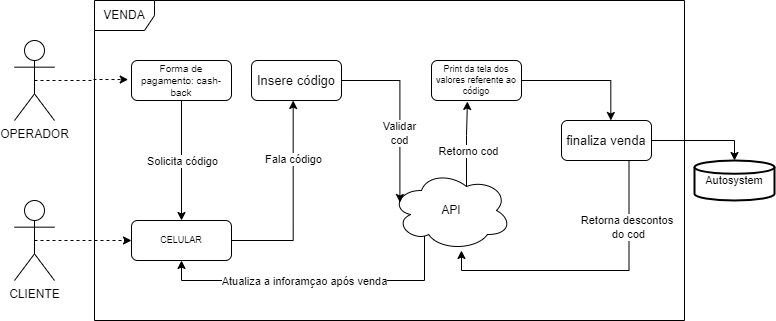 VENDA
OPERADOR
Forma de
pagamento: cash-
back
Insere código
Print da tela dos
valores referente ao
código
finaliza venda
Validar
cod
Solicita código
Fala código
Retorno cod
Autosystem
CLIENTE
CELULAR
API
Retorna descontos
do cod
Atualiza a inforamçao após venda